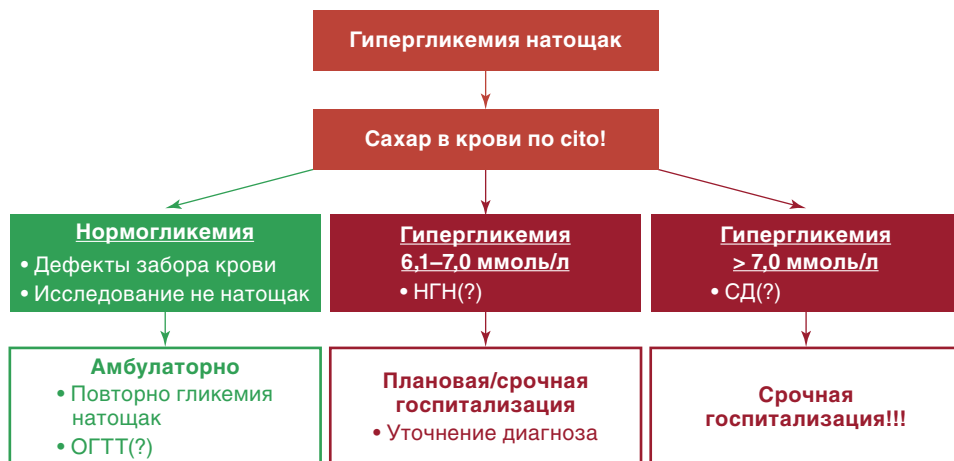 Гипергликемия натощак
Сахар в крови по cito!
Нормогликемия
• Дефекты забора крови
• Исследование не натощак
Гипергликемия
6,1–7,0 ммоль/л
• НГН(?)
Гипергликемия
> 7,0 ммоль/л
• СД(?)
Амбулаторно
• Повторно гликемия
натощак
• ОГТТ(?)
Плановая/срочная
госпитализация
• Уточнение диагноза
Срочная
госпитализация!!!